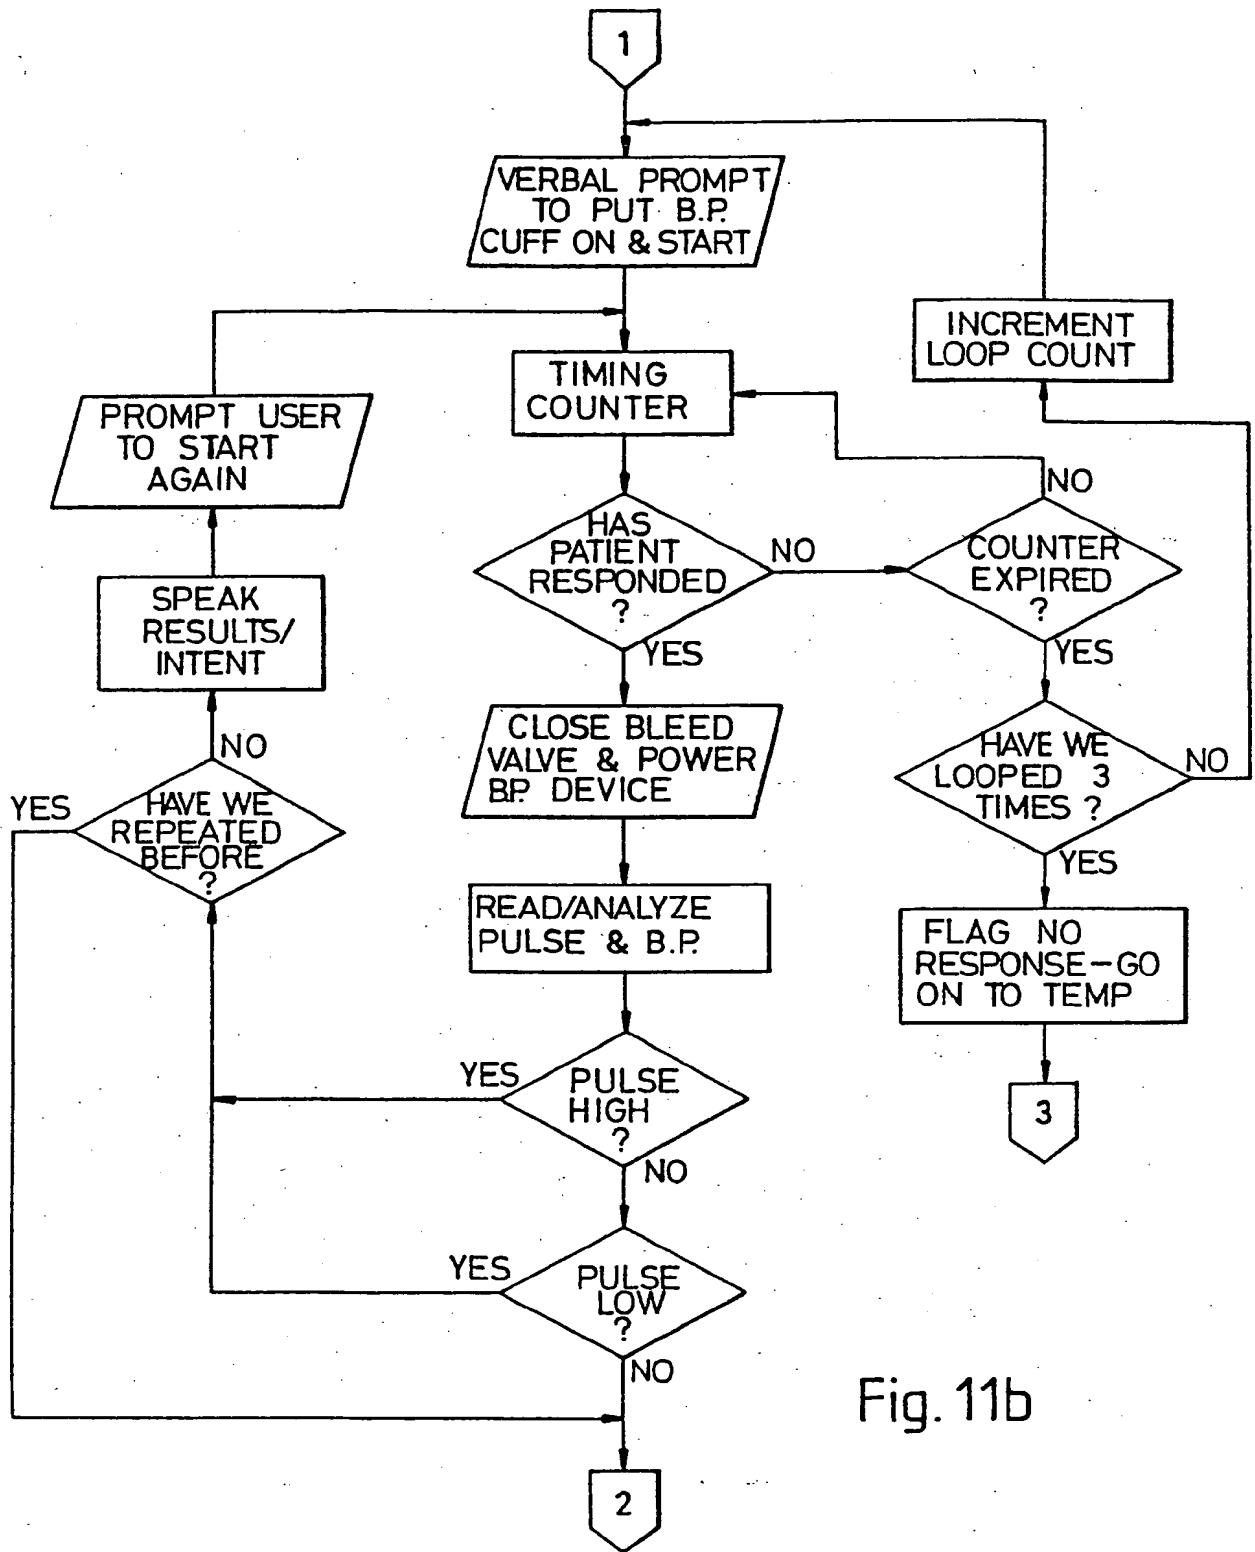 1
VERBAL PROMPT
TO PUT B.P.
CUFF ON & START
INCREMENT
LOOP COUNT
TIMING
COUNTER
PROMPT USER
TO START
AGAIN
NO
HAS
PATIENT
RESPONDED
?
NO
COUNTER
EXPIRED
?
SPEAK
RESULTS/
INTENT
YES
YES
CLOSE BLEED
VALVE & POWER
B.P. DEVICE
HAVE WE
LOOPED 3
TIMES ?
NO
NO
YES
HAVE WE
REPEATED
BEFORE
?
YES
READ/ANALYZE
PULSE & B.P.
FLAG NO
RESPONSE-GO
ON TO TEMP
YES
PULSE
HIGH
?
3
NO
YES
PULSE
LOW
?
NO
Fig. 11b
2